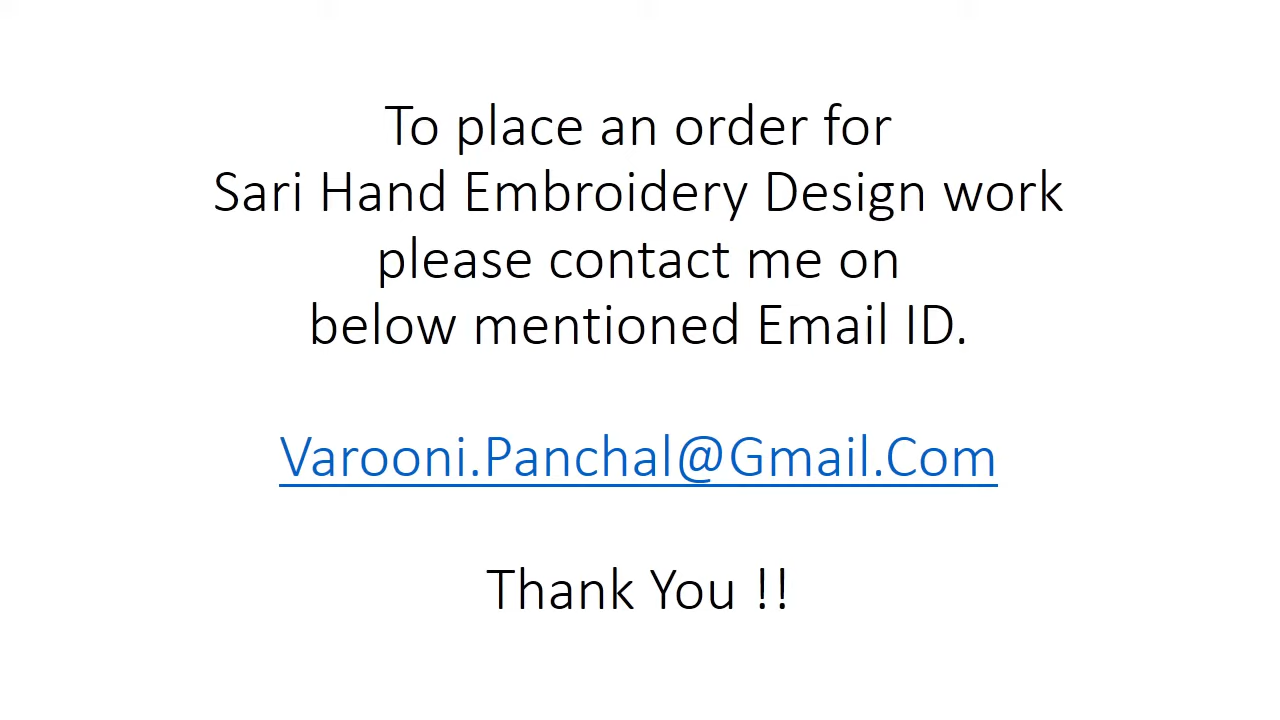 To place an order for
Sari Hand Embroidery Design work
please contact me on
below mentioned Email ID.
Varooni.Panchal@Gmail.Com
Thank You !!